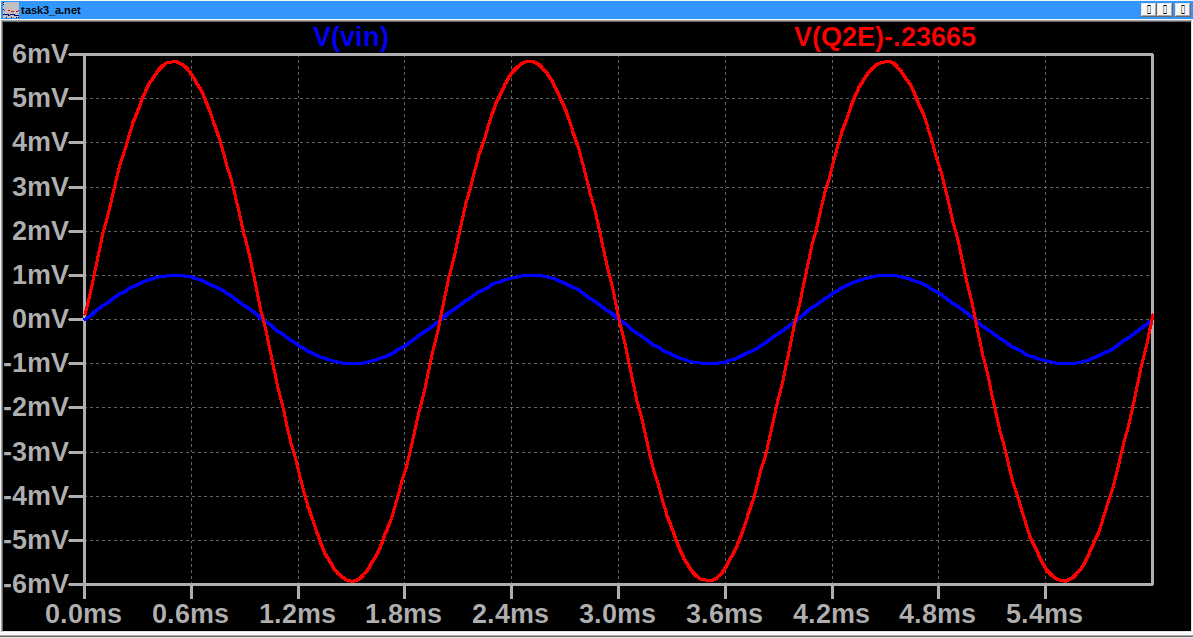 task3_a.net
V(vin) V(Q2E)-.23665
6mV
5mV
4mV
3mV
2mV
1mV
0mV
-1mV
-2mV
-3mV
-4mV
-5mV
-6mV
0.0ms 0.6ms 1.2ms 1.8ms 2.4ms 3.0ms 3.6ms 4.2ms 4.8ms 5.4ms